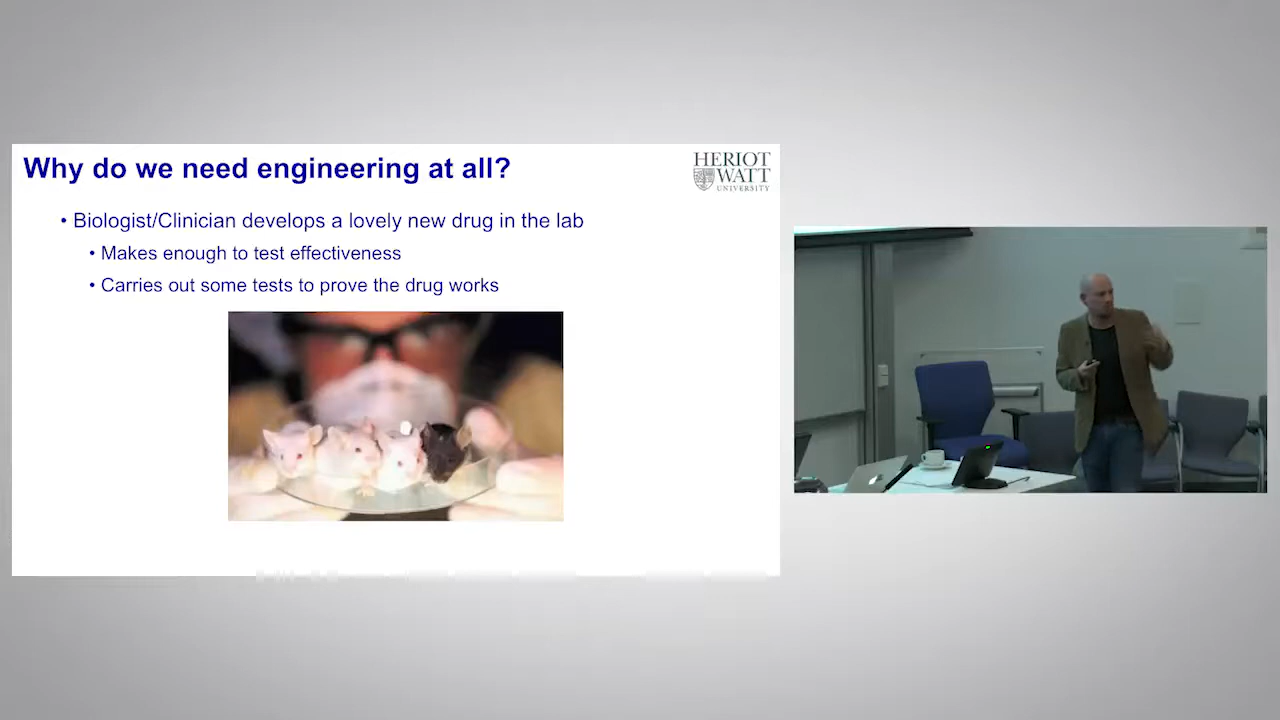 Why do we need engineering at all?
HERIOT
WATT
UNIVERSITY
• Biologist/Clinician develops a lovely new drug in the lab
• Makes enough to test effectiveness
• Carries out some tests to prove the drug works